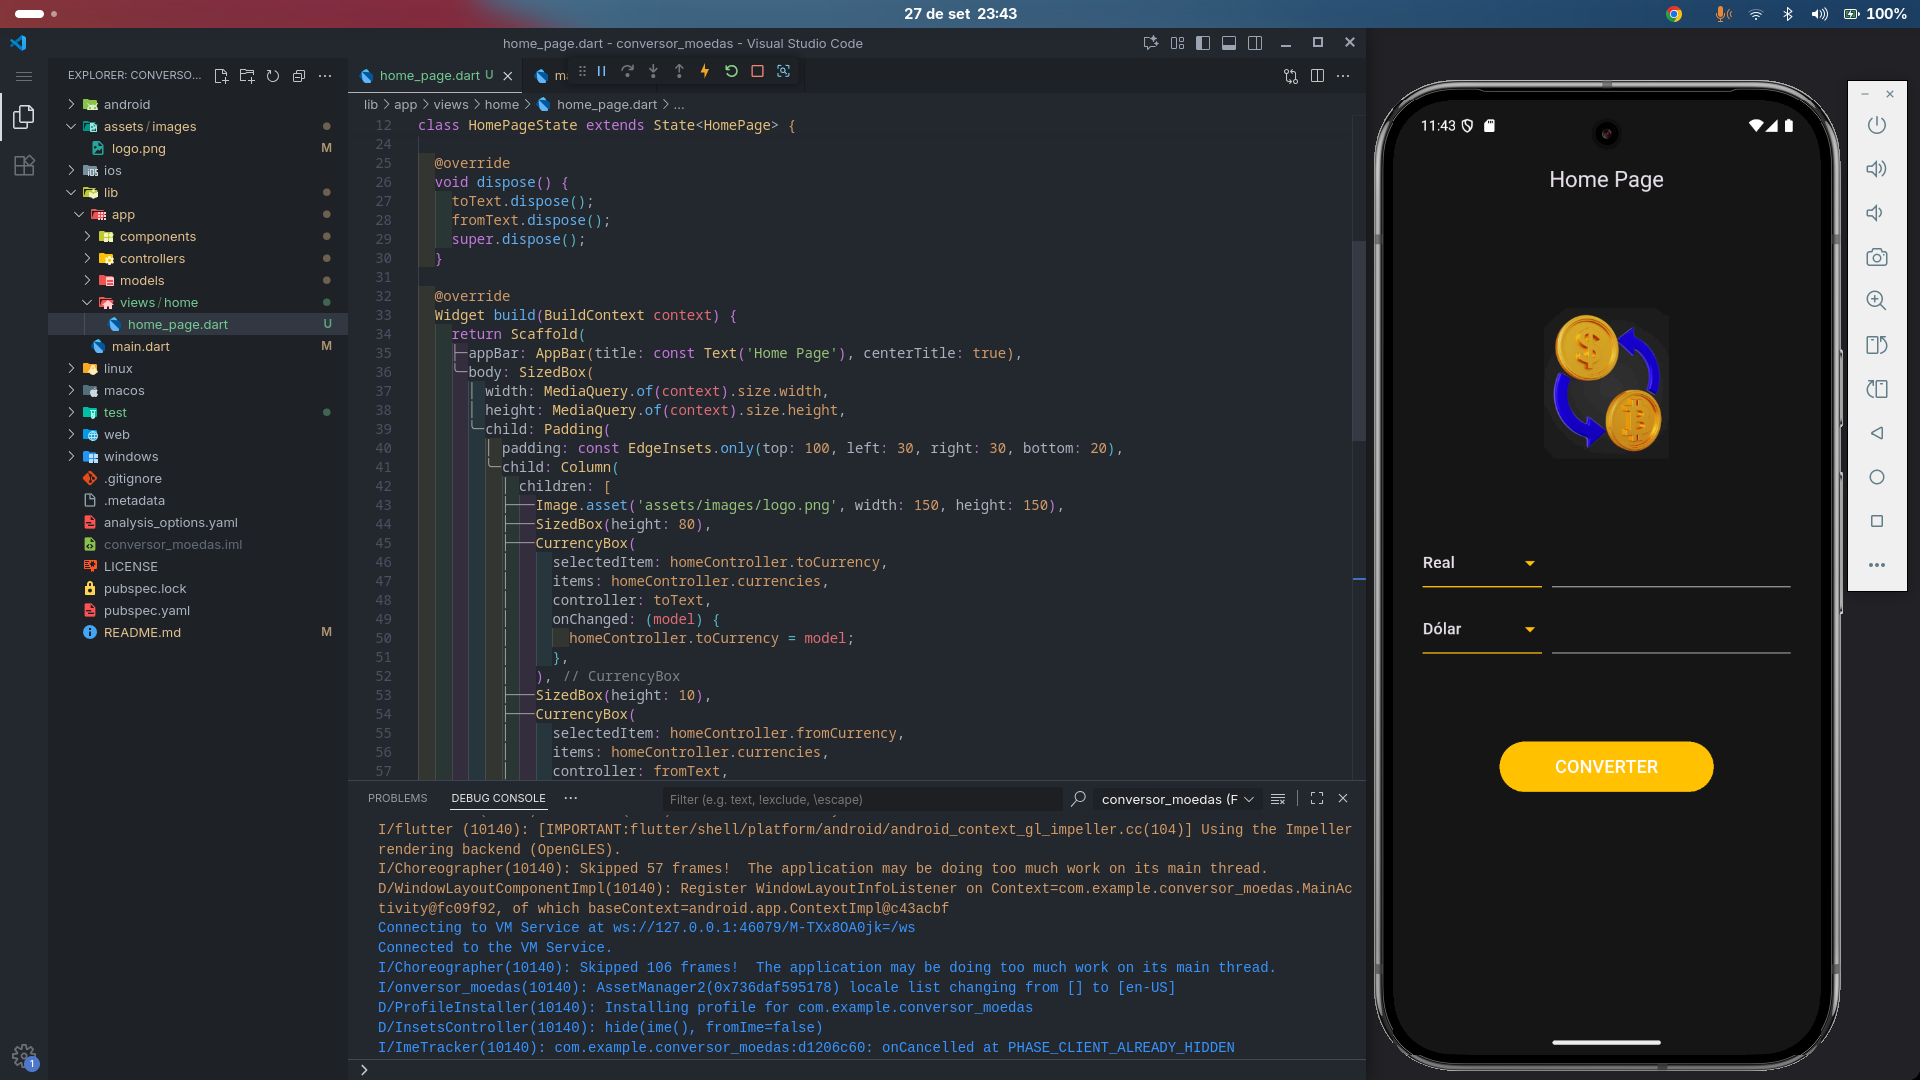 27 de set 23:43
100%
home_page.dart - conversor_moedas - Visual Studio Code
EXPLORER: CONVERSO...
android
assets/images
logo.png M
ios
lib
app
components
controllers
models
views/home
home_page.dart U
main.dart M
linux
macos
test
web
windows
.gitignore
.metadata
analysis_options.yaml
conversor_moedas.iml
LICENSE
pubspec.lock
pubspec.yaml
README.md M
1
home_page.dart U
lib > app > views > home > home_page.dart > ...
12 class HomePageState extends State<HomePage> {
24
25 @override
26 void dispose() {
27 toText.dispose();
28 fromText.dispose();
29 super.dispose();
30 }
31
32 @override
33 Widget build(BuildContext context) {
34 return Scaffold(
35 appBar: AppBar(title: const Text('Home Page'), centerTitle: true),
36 body: SizedBox(
37 width: MediaQuery.of(context).size.width,
38 height: MediaQuery.of(context).size.height,
39 child: Padding(
40 padding: const EdgeInsets.only(top: 100, left: 30, right: 30, bottom: 20),
41 child: Column(
42 children: [
43 Image.asset('assets/images/logo.png', width: 150, height: 150),
44 SizedBox(height: 80),
45 CurrencyBox(
46 selectedItem: homeController.toCurrency,
47 items: homeController.currencies,
48 controller: toText,
49 onChanged: (model) {
50 homeController.toCurrency = model;
51 },
52 ), // CurrencyBox
53 SizedBox(height: 10),
54 CurrencyBox(
55 selectedItem: homeController.fromCurrency,
56 items: homeController.currencies,
57 controller: fromText,
PROBLEMS
DEBUG CONSOLE
Filter (e.g. text, !exclude, \escape)
conversor_moedas (F
I/flutter (10140): [IMPORTANT:flutter/shell/platform/android/android_context_gl_impeller.cc(104)] Using the Impeller
rendering backend (OpenGLES).
I/Choreographer(10140): Skipped 57 frames!  The application may be doing too much work on its main thread.
D/WindowLayoutComponentImpl(10140): Register WindowLayoutInfoListener on Context=com.example.conversor_moedas.MainAc
tivity@fc09f92, of which baseContext=android.app.ContextImpl@c43acbf
Connecting to VM Service at ws://127.0.0.1:46079/M-TXx8OA0jk=/ws
Connected to the VM Service.
I/Choreographer(10140): Skipped 106 frames!  The application may be doing too much work on its main thread.
I/onversor_moedas(10140): AssetManager2(0x736daf595178) locale list changing from [] to [en-US]
D/ProfileInstaller(10140): Installing profile for com.example.conversor_moedas
D/InsetsController(10140): hide(ime(), fromIme=false)
I/ImeTracker(10140): com.example.conversor_moedas:d1206c60: onCancelled at PHASE_CLIENT_ALREADY_HIDDEN
>
11:43
Home Page
Real
Dólar
CONVERTER